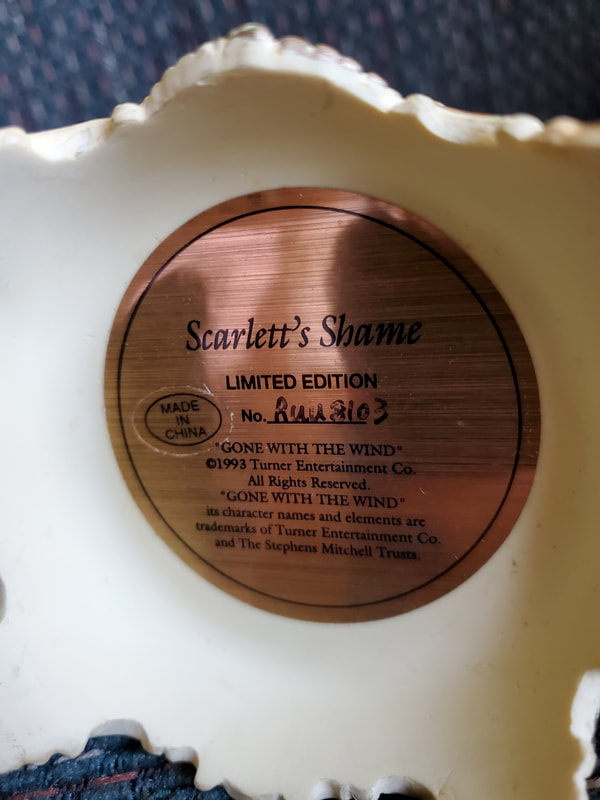 Scarlett's Shame
LIMITED EDITION
MADE
IN
CHINA
No.
"GONE WITH THE WIND"
©1993 Turner Entertainment Co.
All Rights Reserved.
"GONE WITH THE WIND"
its character names and elements are
trademarks of Turner Entertainment Co.
and The Stephens Mitchell Trusts.